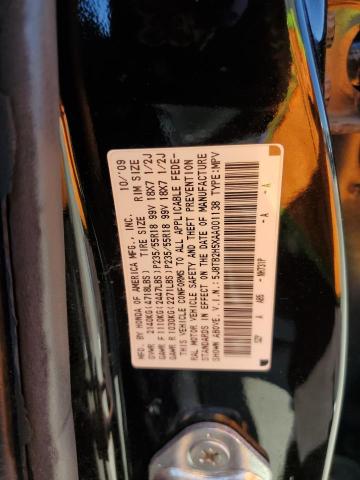 MFD. BY HONDA OF AMERICA MFG., INC. 10/'09
TIRE SIZE RIM SIZE
GVWR 2140KG(4718LBS)
GAWR F 1110KG(2447LBS)P235/55R18 99V 18X7 1/2J
GAWR R 1030KG(2271LBS)P235/55R18 99V 18X7 1/2J
THIS VEHICLE CONFORMS TO ALL APPLICABLE FEDE-
RAL MOTOR VEHICLE SAFETY AND THEFT PREVENTION
STANDARDS IN EFFECT ON THE DATE OF MANUFACTURE
SHOWN ABOVE. V.I.N.:5J8TB2H5XAA001138 TYPE:MPV
A A A